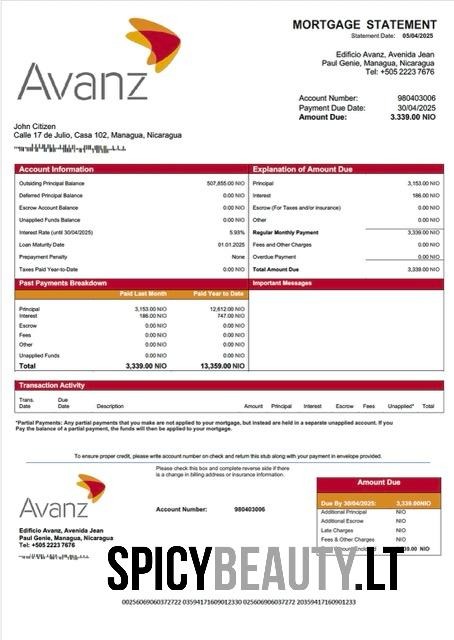 Avanz
MORTGAGE STATEMENT
Statement Date: 05/04/2025
Edificio Avanz, Avenida Jean
Paul Genie, Managua, Nicaragua
Tel: +505 2223 7676
Account Number: 980403006
Payment Due Date: 30/04/2025
Amount Due: 3.339.00 NIO
John Citizen
Calle 17 de Julio, Casa 102, Managua, Nicaragua
Account Information
Outsiding Principal Balance 507,855.00 NIO
Deferred Principal Balance 0.00 NIO
Escrow Account Balance 0.00 NIO
Unapplied Funds Balance 0.00 NIO
Interest Rate (until 30/04/2025) 5.93%
Loan Maturity Date 01.01.2025
Prepayment Penalty None
Taxes Paid Year-to-Date 0.00 NIO
Explanation of Amount Due
Principal 3,153.00 NIO
Interest 186.00 NIO
Escrow (For Taxes and/or Insurance) 0.00 NIO
Other 0.00 NIO
Regular Monthly Payment 3,339.00 NIO
Fees and Other Charges 0.00 NIO
Overdue Payment 0.00 NIO
Total Amount Due 3.339.00 NIO
Past Payments Breakdown
Paid Last Month Paid Year to Date
Principal 3,153.00 NIO 12,612.00 NIO
Interest 186.00 NIO 747.00 NIO
Escrow 0.00 NIO 0.00 NIO
Fees 0.00 NIO 0.00 NIO
Other 0.00 NIO 0.00 NIO
Unapplied Funds 0.00 NIO 0.00 NIO
Total 3,339.00 NIO 13,359.00 NIO
Important Messages
Transaction Activity
Trans. Date Due Date Description Amount Principal Interest Escrow Fees Unapplied* Total
*Partial Payments: Any partial payments that you make are not applied to your mortgage, but instead are held in a separate unapplied account. If you
Pay the balance of a partial payment, the funds will then be applied to your mortgage.
To ensure proper credit, please write account number on check and return this stub along with your payment in envelope provided.
Please check this box and complete reverse side if there
is a change in billing address or insurance information.
Avanz
Account Number: 980403006
Edificio Avanz, Avenida Jean
Paul Genie, Managua, Nicaragua
Tel: +505 2223 7676
Amount Due
Due By 30/04/2025: 3,339.00NIO
Additional Principal NIO
Additional Escrow NIO
Late Charges NIO
Fees & Other Charges NIO
SPICYBEAUTY.LT
00256069060372722 03594171609012330 02560690603727​2 20359417160901233